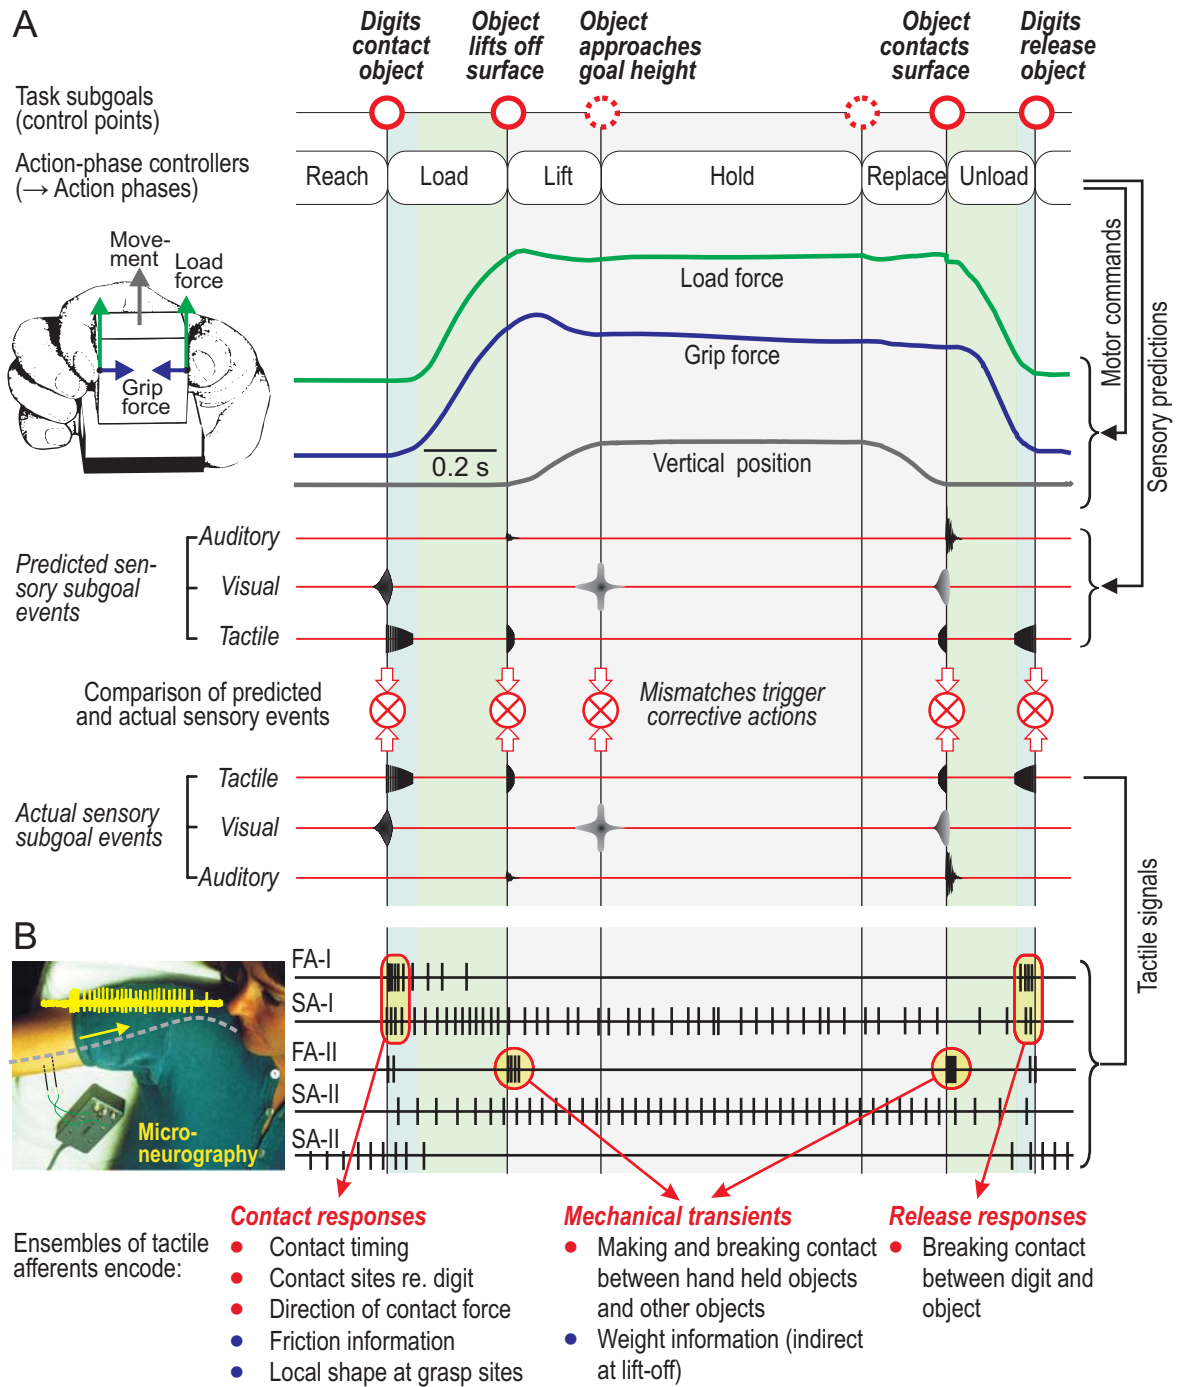 A
Digits
contact
object
Object
lifts off
surface
Object
approaches
goal height
Object
contacts
surface
Digits
release
object
Task subgoals
(control points)
Action-phase controllers
(→ Action phases)
Reach
Load
Lift
Hold
Replace
Unload
Move-
ment
Load
force
Grip
force
Load force
Grip force
0.2 s
Vertical position
Motor commands
Sensory predictions
Predicted sen-
sory subgoal
events
Auditory
Visual
Tactile
Comparison of predicted
and actual sensory events
Mismatches trigger
corrective actions
Actual sensory
subgoal events
Tactile
Visual
Auditory
Tactile signals
B
Micro-
neurography
FA-I
SA-I
FA-II
SA-II
SA-II
Ensembles of tactile
afferents encode:
Contact responses
• Contact timing
• Contact sites re. digit
• Direction of contact force
• Friction information
• Local shape at grasp sites
Mechanical transients
• Making and breaking contact
between hand held objects
and other objects
• Weight information (indirect
at lift-off)
Release responses
• Breaking contact
between digit and
object